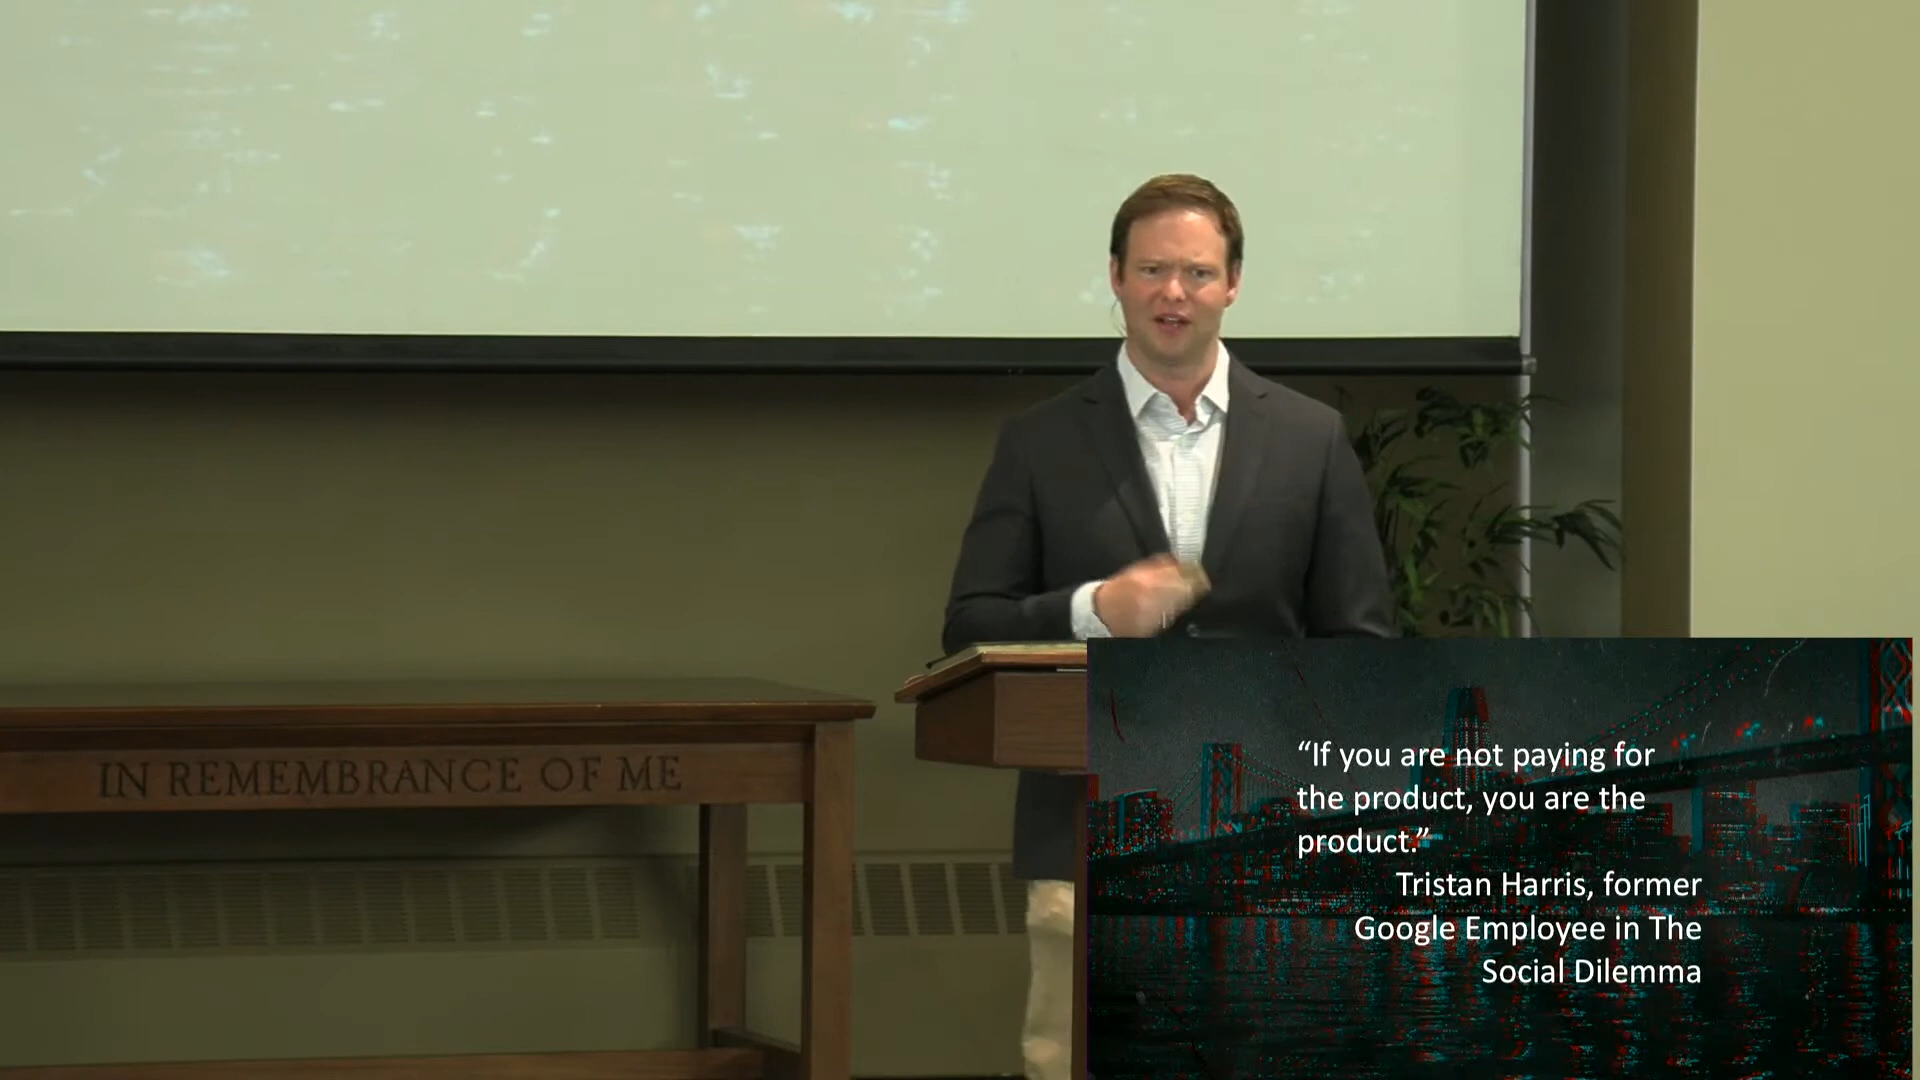 IN REMEMBRANCE OF ME
“If you are not paying for
the product, you are the
product.”
Tristan Harris, former
Google Employee in The
Social Dilemma